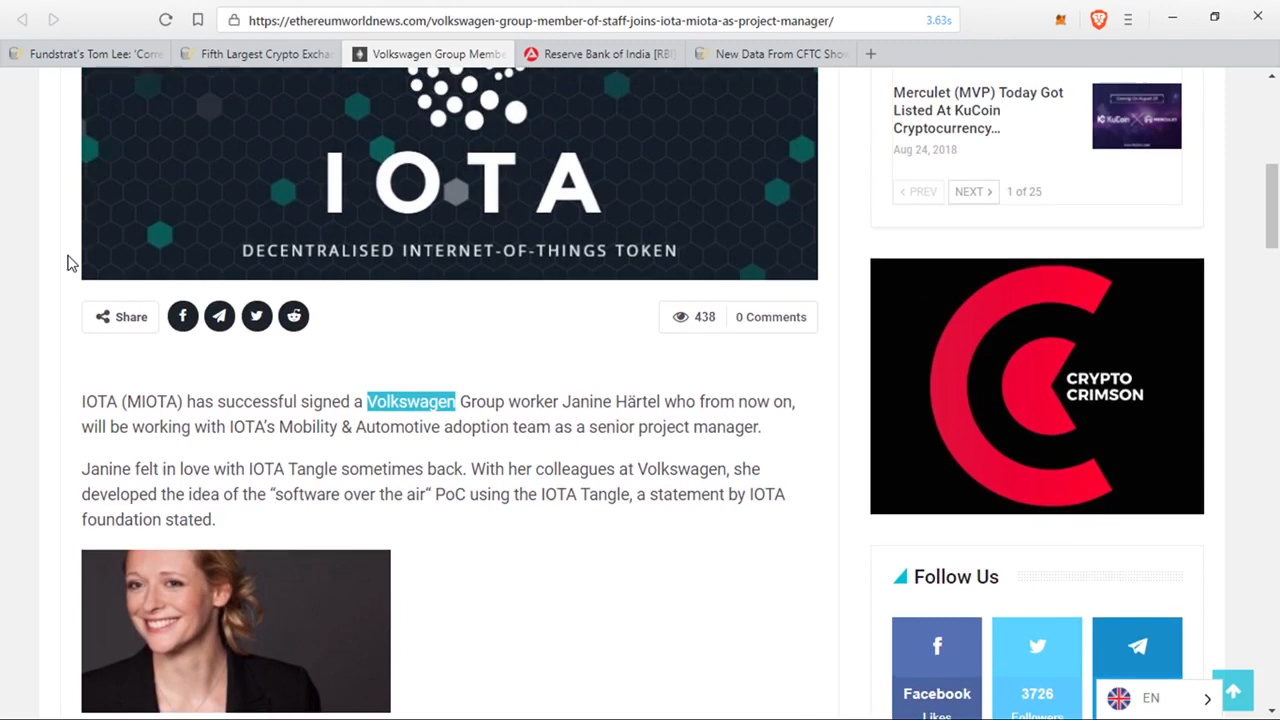 https://ethereumworldnews.com/volkswagen-group-member-of-staff-joins-iota-miota-as-project-manager/
3.63s
Fundstrat's Tom Lee: 'Corre
Fifth Largest Crypto Excha
Volkswagen Group Membe
Reserve Bank of India [RBI]
New Data From CFTC Show
IOTA
DECENTRALISED INTERNET-OF-THINGS TOKEN
Share
438
0 Comments
IOTA (MIOTA) has successful signed a Volkswagen Group worker Janine Härtel who from now on,
will be working with IOTA’s Mobility & Automotive adoption team as a senior project manager.
Janine felt in love with IOTA Tangle sometimes back. With her colleagues at Volkswagen, she
developed the idea of the “software over the air“ PoC using the IOTA Tangle, a statement by IOTA
foundation stated.
Merculet (MVP) Today Got
Listed At KuCoin
Cryptocurrency…
Aug 24, 2018
KuCoin
PREV
NEXT
1 of 25
CRYPTO
CRIMSON
Follow Us
Facebook
Likes
3726
Followers
EN